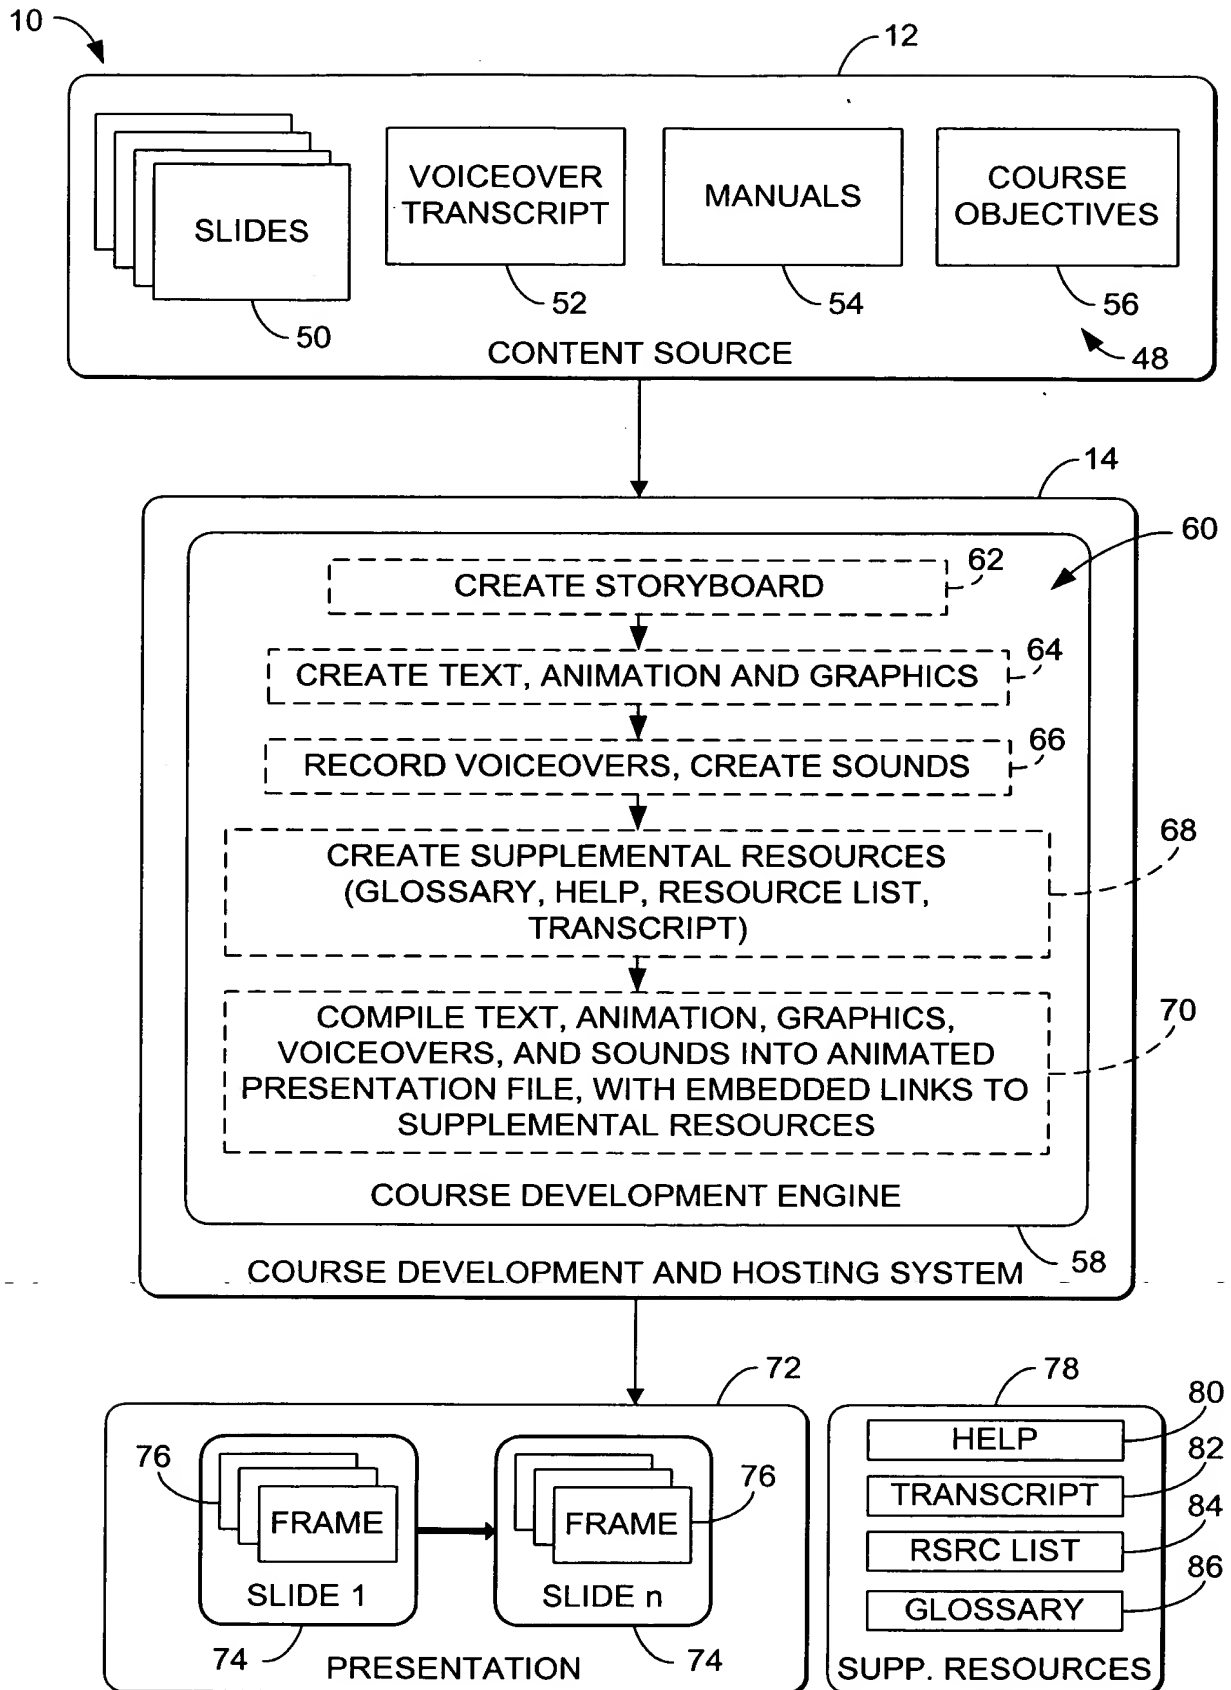 10
12
SLIDES
VOICEOVER
TRANSCRIPT
MANUALS
COURSE
OBJECTIVES
50
52
54
56
48
CONTENT SOURCE
14
60
CREATE STORYBOARD
62
CREATE TEXT, ANIMATION AND GRAPHICS
64
RECORD VOICEOVERS, CREATE SOUNDS
66
CREATE SUPPLEMENTAL RESOURCES
(GLOSSARY, HELP, RESOURCE LIST,
TRANSCRIPT)
68
COMPILE TEXT, ANIMATION, GRAPHICS,
VOICEOVERS, AND SOUNDS INTO ANIMATED
PRESENTATION FILE, WITH EMBEDDED LINKS TO
SUPPLEMENTAL RESOURCES
70
COURSE DEVELOPMENT ENGINE
58
COURSE DEVELOPMENT AND HOSTING SYSTEM
72
76
FRAME
SLIDE 1
74
76
FRAME
SLIDE n
74
PRESENTATION
78
HELP
80
TRANSCRIPT
82
RSRC LIST
84
GLOSSARY
86
SUPP. RESOURCES